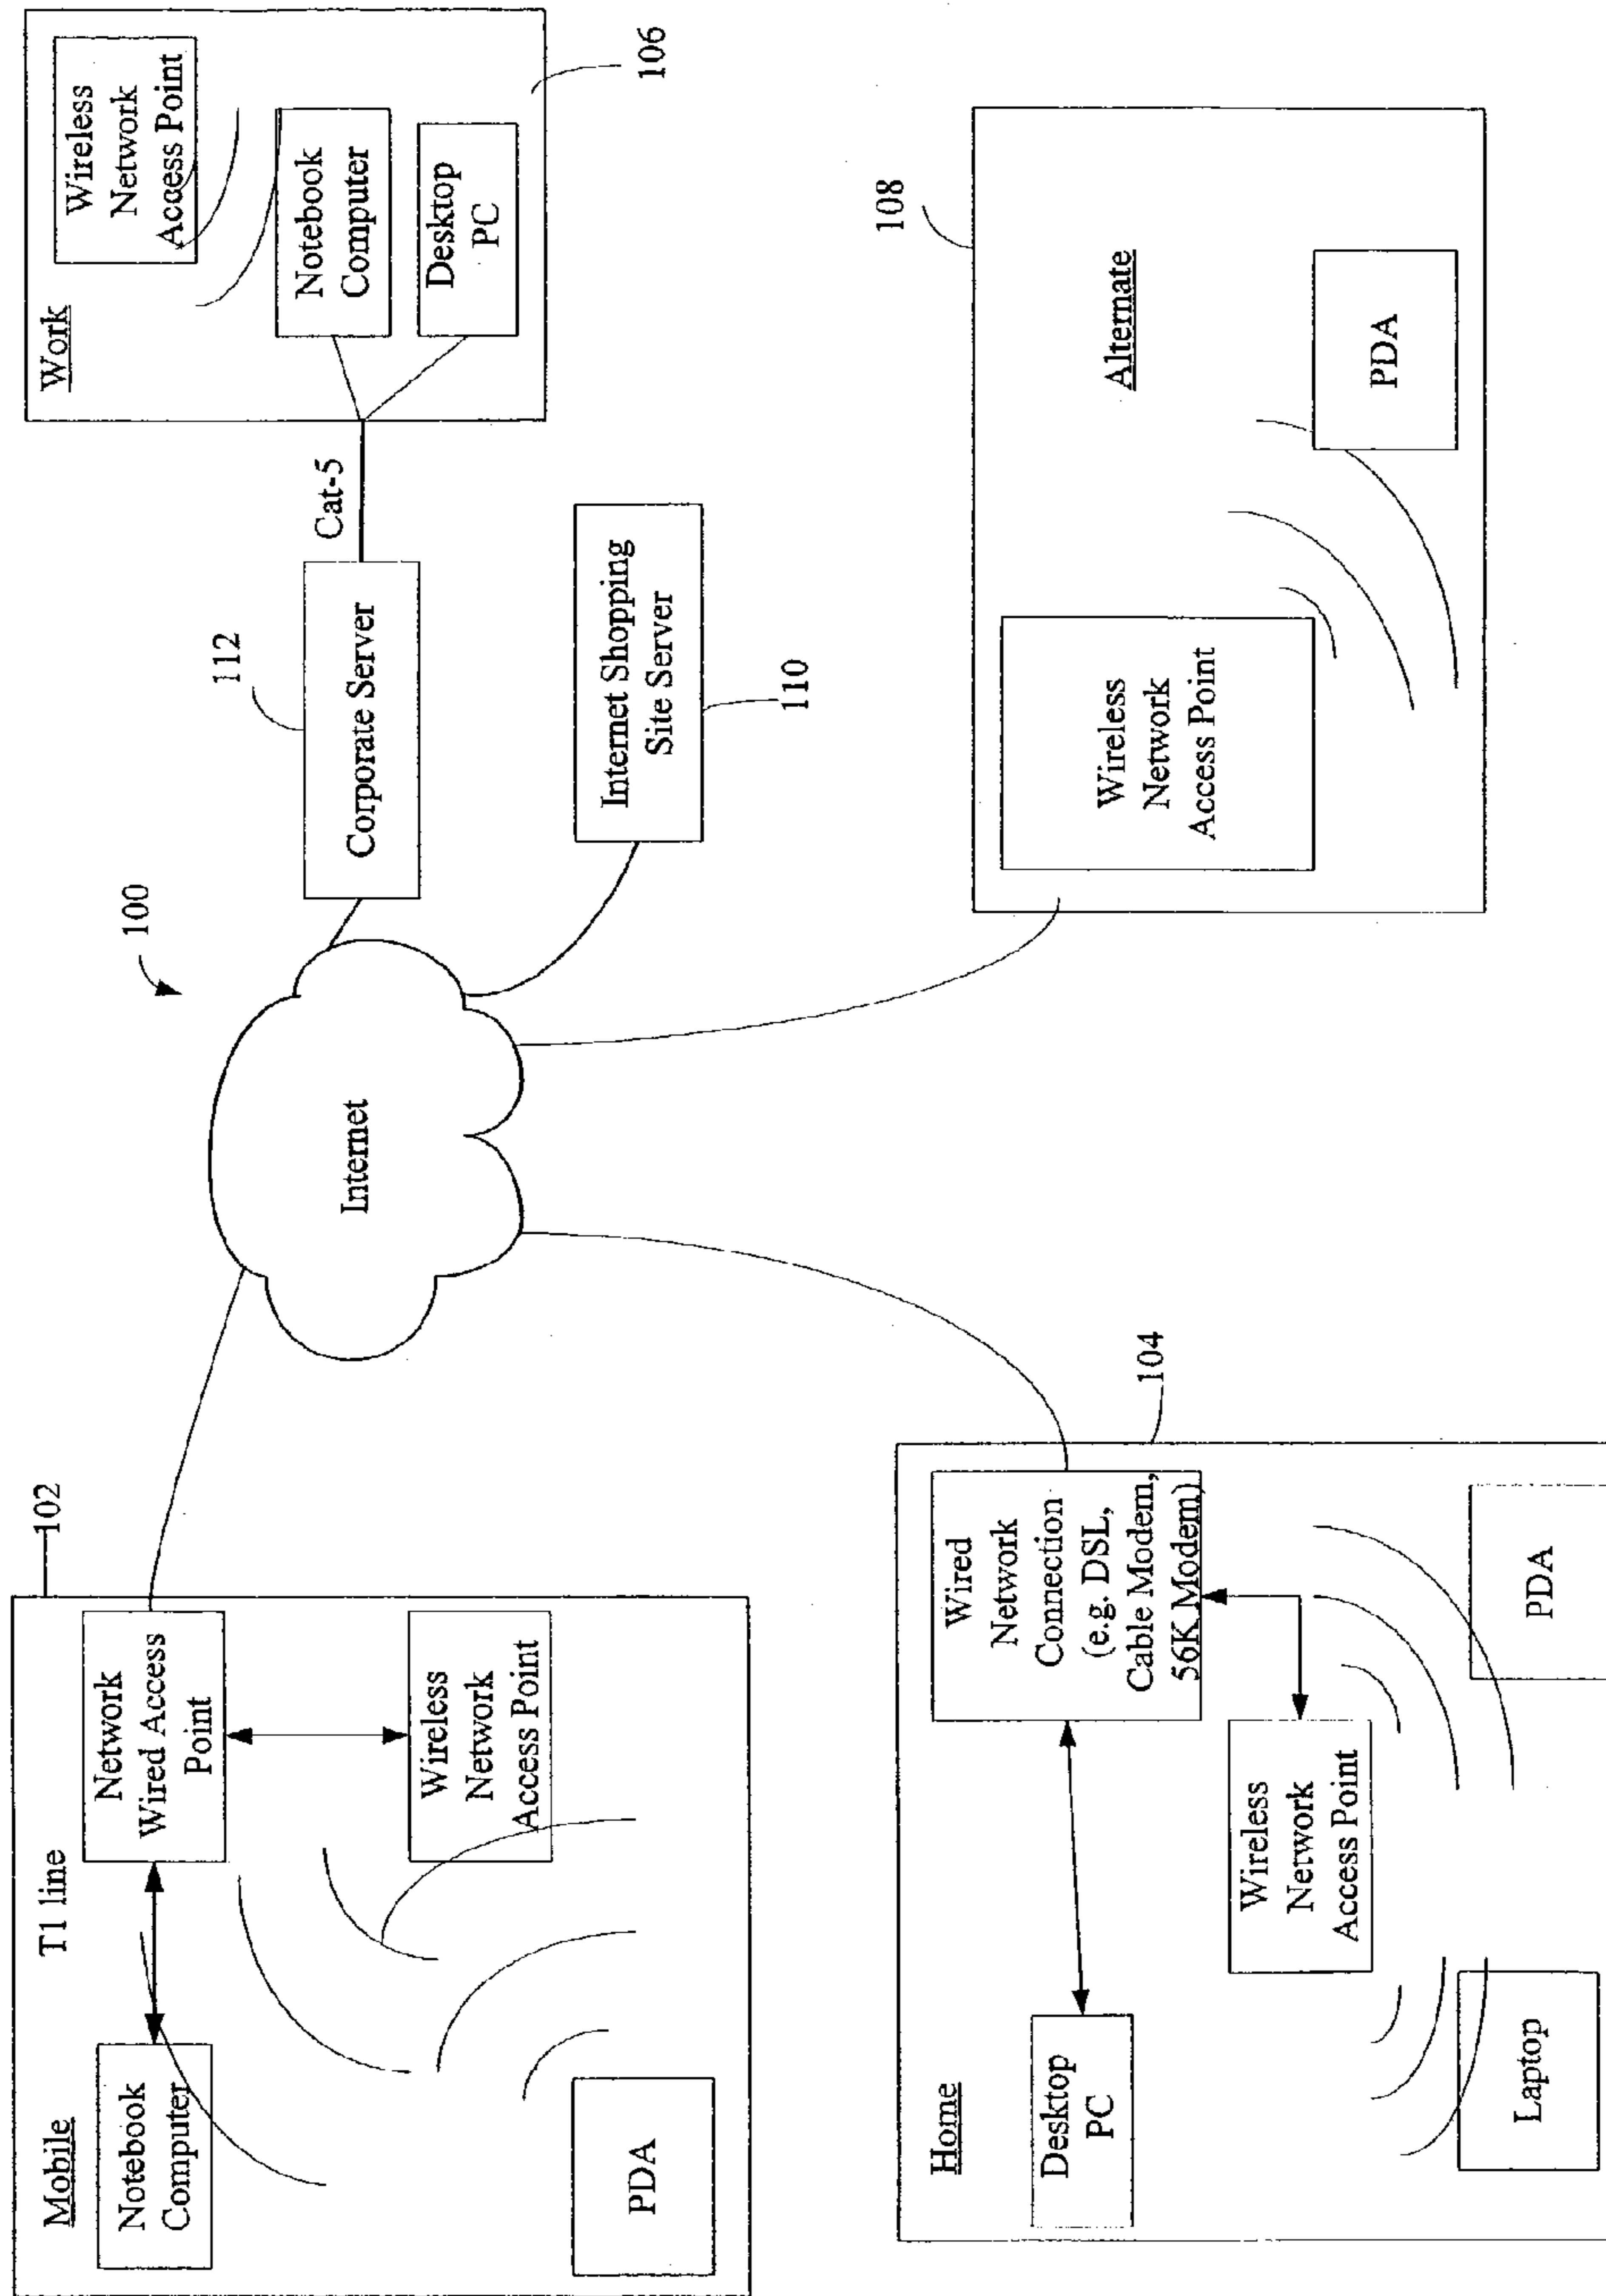 100
Mobile
T1 line
102
Notebook
Computer
Network
Wired Access
Point
Wireless
Network
Access Point
PDA
Internet
112
Corporate Server
Cat-5
Work
Wireless
Network
Access Point
Notebook
Computer
Desktop
PC
106
Internet Shopping
Site Server
110
Home
104
Desktop
PC
Wired
Network
Connection
(e.g. DSL,
Cable Modem,
56K Modem)
Wireless
Network
Access Point
Laptop
PDA
108
Alternate
Wireless
Network
Access Point
PDA